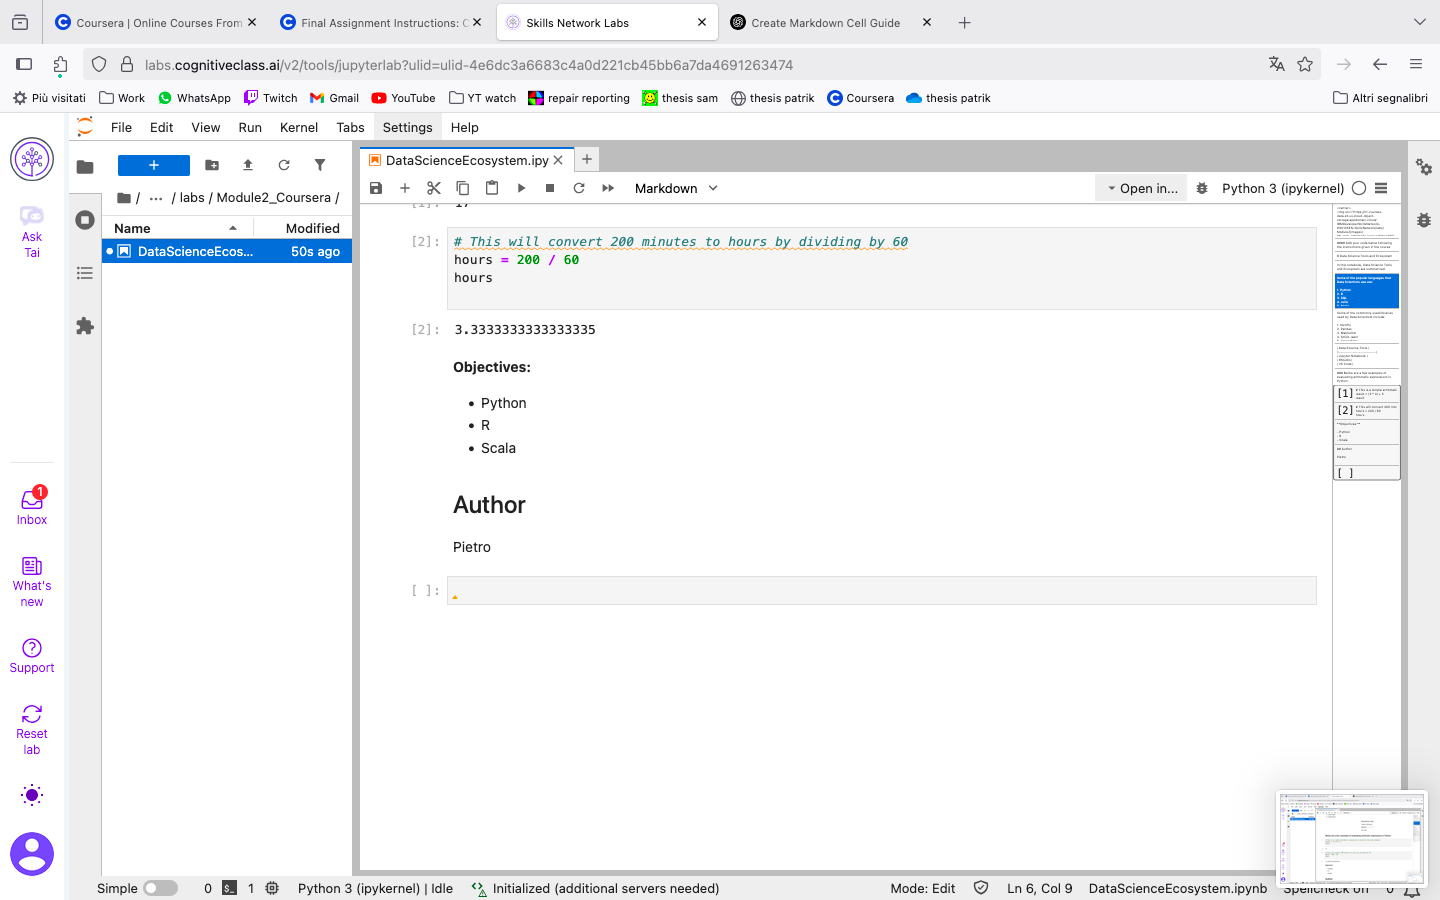 Coursera | Online Courses From
Final Assignment Instructions: C
Skills Network Labs
Create Markdown Cell Guide
labs.cognitiveclass.ai/v2/tools/jupyterlab?ulid=ulid-4e6dc3a6683c4a0d221cb45bb6a7da4691263474
Più visitati
Work
WhatsApp
Twitch
Gmail
YouTube
YT watch
repair reporting
thesis sam
thesis patrik
Coursera
thesis patrik
Altri segnalibri
File
Edit
View
Run
Kernel
Tabs
Settings
Help
Ask
Tai
Inbox
1
What's
new
Support
Reset
lab
/ ··· / labs / Module2_Coursera /
Name
Modified
DataScienceEcos...
50s ago
DataScienceEcosystem.ipy
Markdown
Open in...
Python 3 (ipykernel)
[1]: 17
[2]:
# This will convert 200 minutes to hours by dividing by 60
hours = 200 / 60
hours
[2]: 3.3333333333333335
Objectives:
• Python
• R
• Scala
Author
Pietro
[ ]:
[1]
[2]
[ ]
Simple
0
1
Python 3 (ipykernel) | Idle
Initialized (additional servers needed)
Mode: Edit
Ln 6, Col 9
DataScienceEcosystem.ipynb
Spellcheck off
0